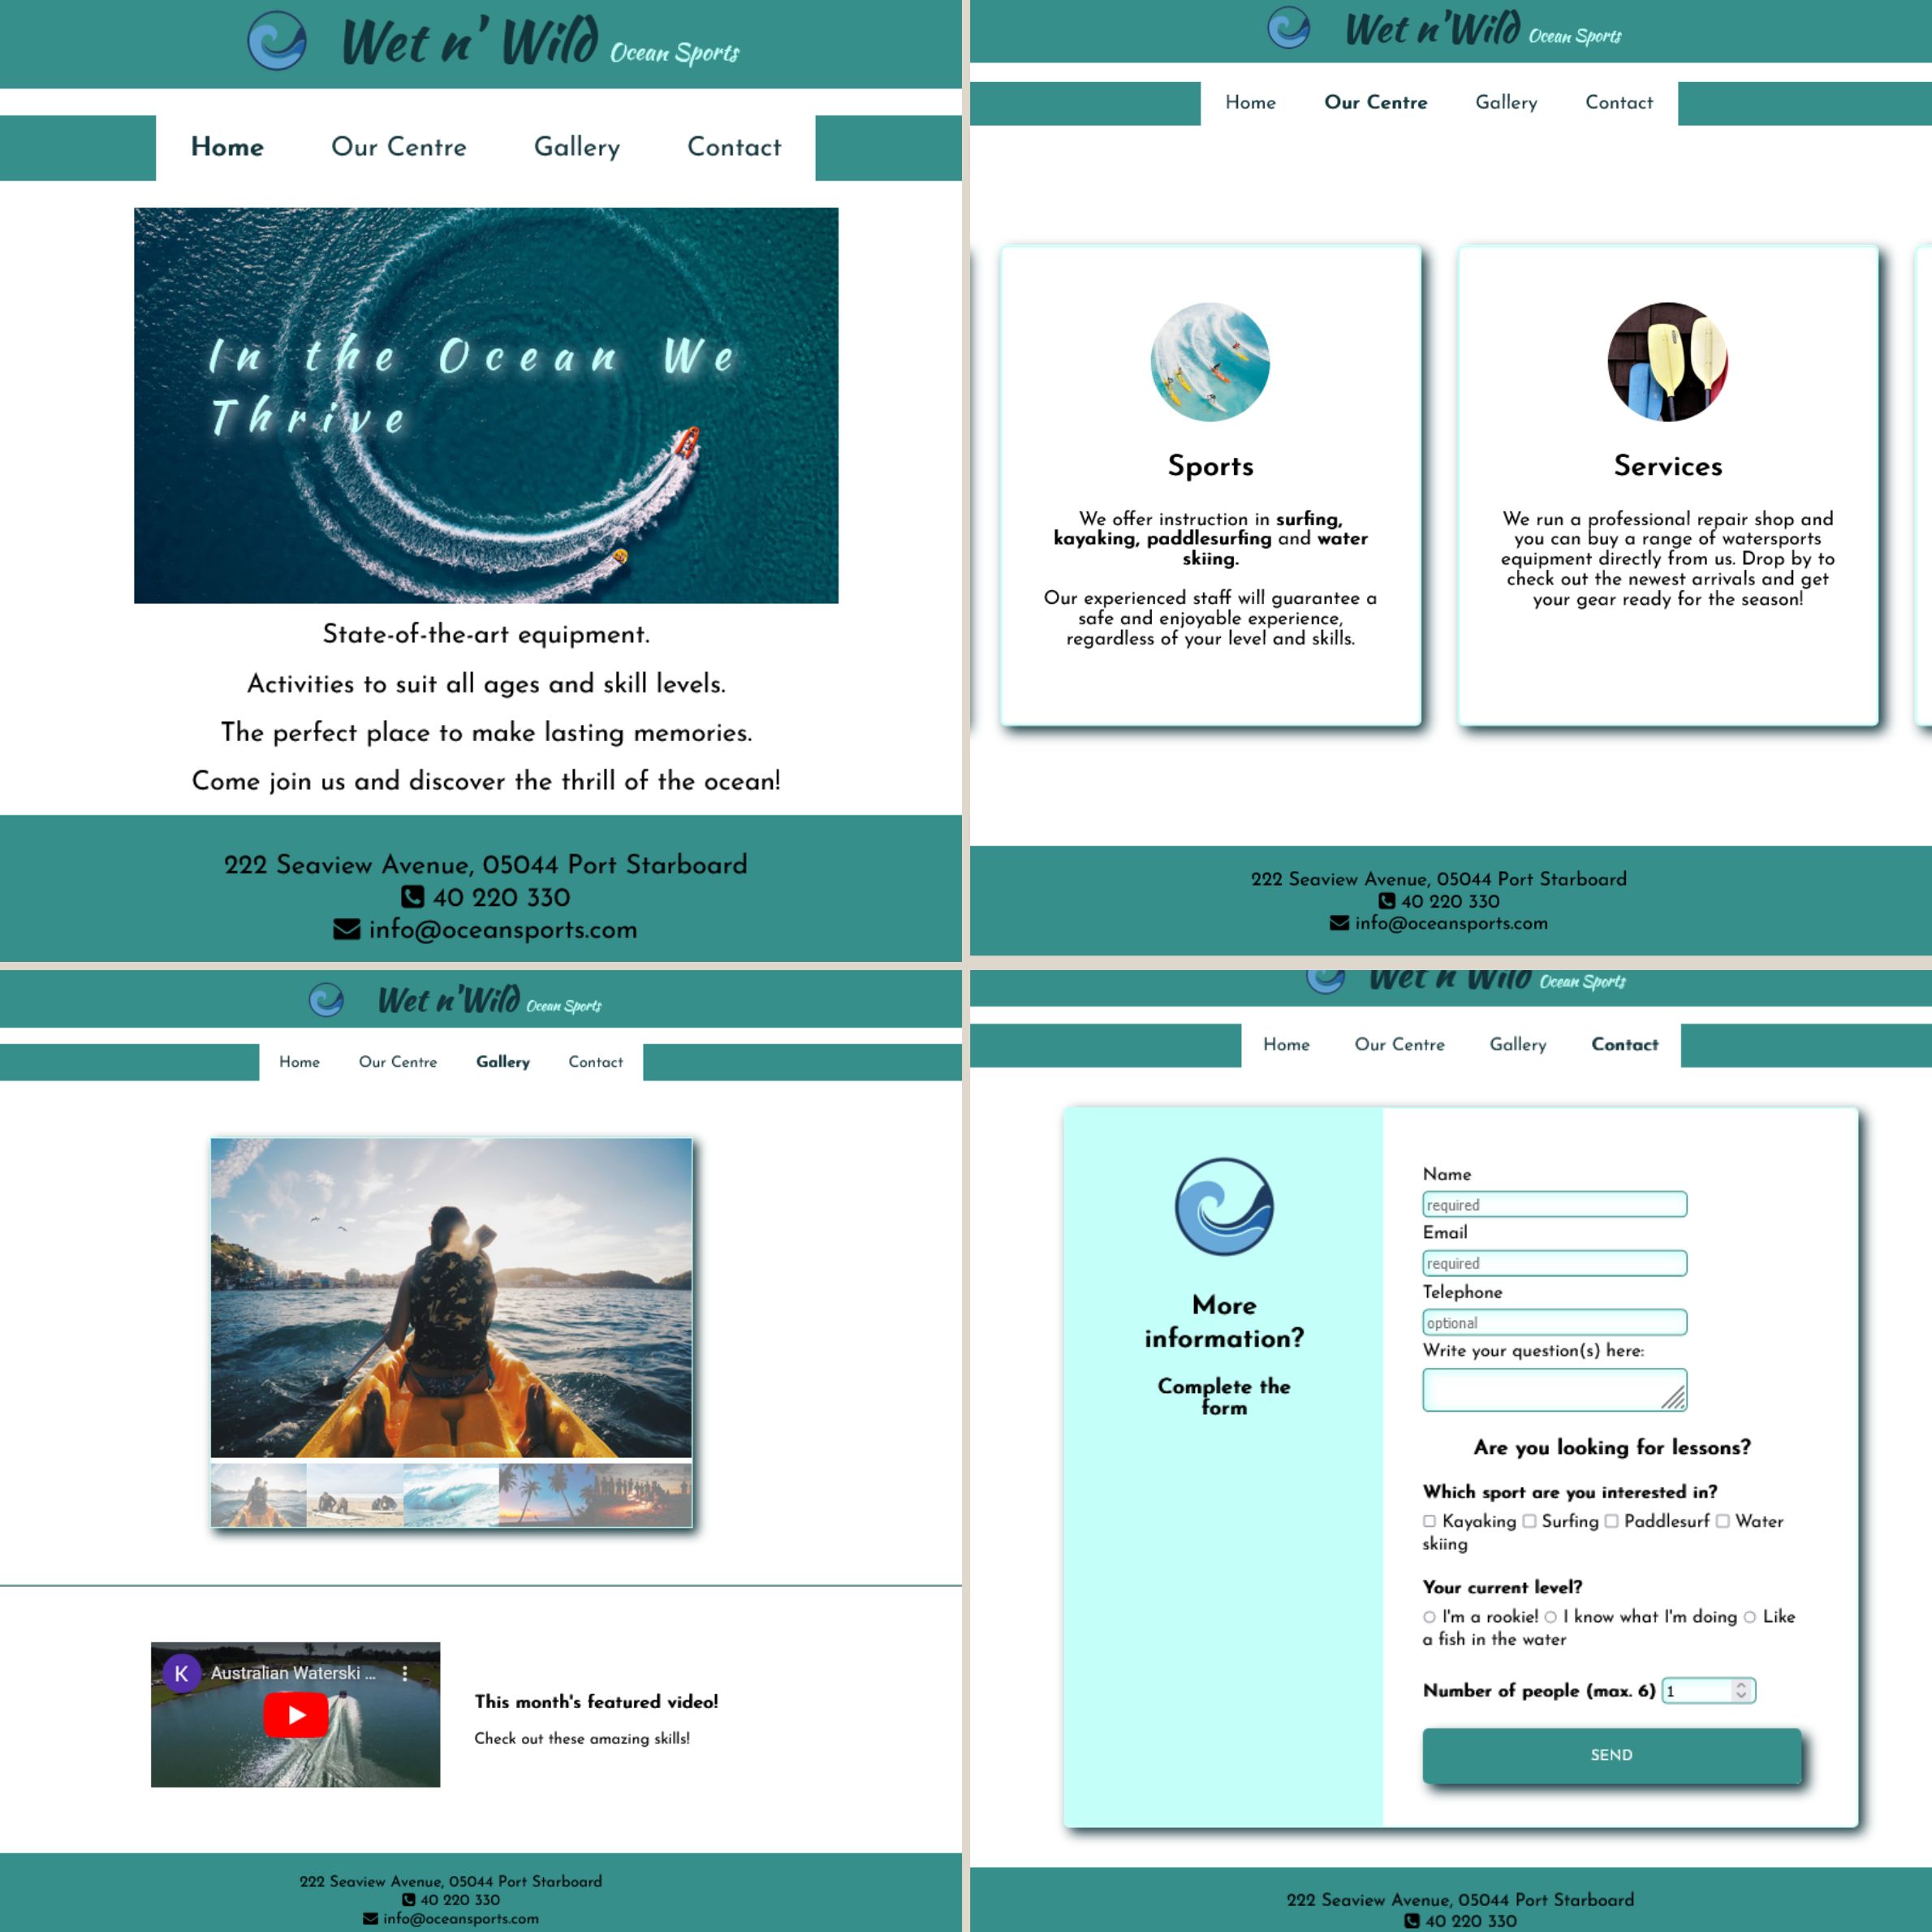 Wet n' Wild Ocean Sports
Home Our Centre Gallery Contact
In the Ocean We
Thrive
State-of-the-art equipment.
Activities to suit all ages and skill levels.
The perfect place to make lasting memories.
Come join us and discover the thrill of the ocean!
222 Seaview Avenue, 05044 Port Starboard
40 220 330
info@oceansports.com
Wet n'Wild Ocean Sports
Home Our Centre Gallery Contact
Sports
We offer instruction in surfing,
kayaking, paddlesurfing and water
skiing.
Our experienced staff will guarantee a
safe and enjoyable experience,
regardless of your level and skills.
Services
We run a professional repair shop and
you can buy a range of watersports
equipment directly from us. Drop by to
check out the newest arrivals and get
your gear ready for the season!
222 Seaview Avenue, 05044 Port Starboard
40 220 330
info@oceansports.com
Wet n'Wild Ocean Sports
Home Our Centre Gallery Contact
K Australian Waterski ...
This month's featured video!
Check out these amazing skills!
222 Seaview Avenue, 05044 Port Starboard
40 220 330
info@oceansports.com
Wet n'Wild Ocean Sports
Home Our Centre Gallery Contact
More
information?
Complete the
form
Name
required
Email
required
Telephone
optional
Write your question(s) here:
Are you looking for lessons?
Which sport are you interested in?
Kayaking Surfing Paddlesurf Water
skiing
Your current level?
I'm a rookie! I know what I'm doing Like
a fish in the water
Number of people (max. 6) 1
SEND
222 Seaview Avenue, 05044 Port Starboard
40 220 330